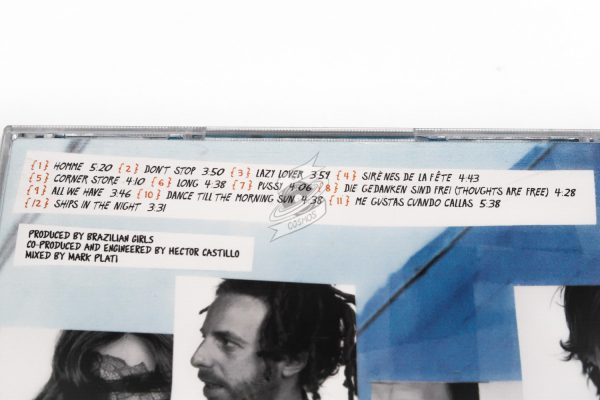 {1} HOMME 5:20 {2} DON'T STOP 3:50 {3} LAZY LOVER 3:59 {4} SIRÈNES DE LA FÊTE 4:43
{5} CORNER STORE 4:10 {6} LONG 4:38 {7} PUSSY 4:06 {8} DIE GEDANKEN SIND FREI (THOUGHTS ARE FREE) 4:28
{9} ALL WE HAVE 3:46 {10} DANCE TILL THE MORNING SUN 4:38 {11} ME GUSTAS CUANDO CALLAS 5:38
{12} SHIPS IN THE NIGHT 3:31
PRODUCED BY BRAZILIAN GIRLS
CO-PRODUCED AND ENGINEERED BY HECTOR CASTILLO
MIXED BY MARK PLATI
COSMOS